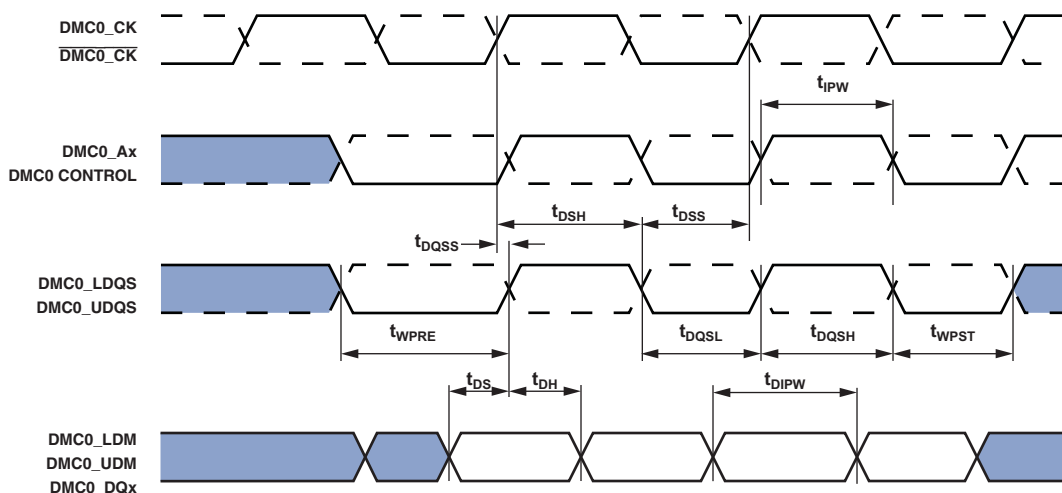 DMC0_CK
DMC0_CK
tIPW
DMC0_Ax
DMC0 CONTROL
tDSH
tDSS
tDQSS
DMC0_LDQS
DMC0_UDQS
tWPRE
tDQSL
tDQSH
tWPST
tDS
tDH
tDIPW
DMC0_LDM
DMC0_UDM
DMC0_DQx